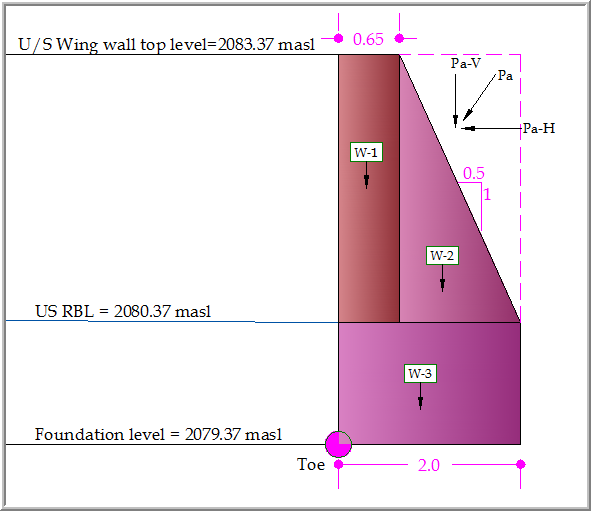 U/S Wing wall top level=2083.37 masl
0.65
Pa-V
Pa
Pa-H
W-1
0.5
1
W-2
US RBL = 2080.37 masl
W-3
Foundation level = 2079.37 masl
Toe
2.0